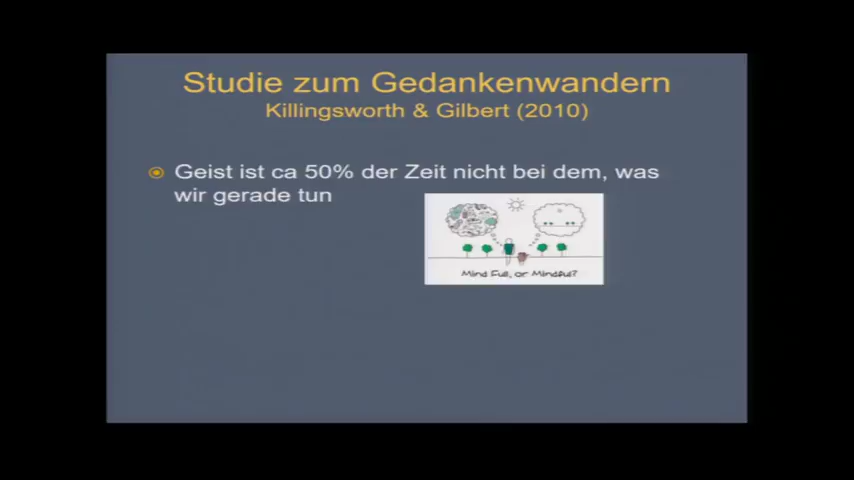 Studie zum Gedankenwandern
Killingsworth & Gilbert (2010)
Geist ist ca 50% der Zeit nicht bei dem, was
wir gerade tun
Mind Full, or Mindful?